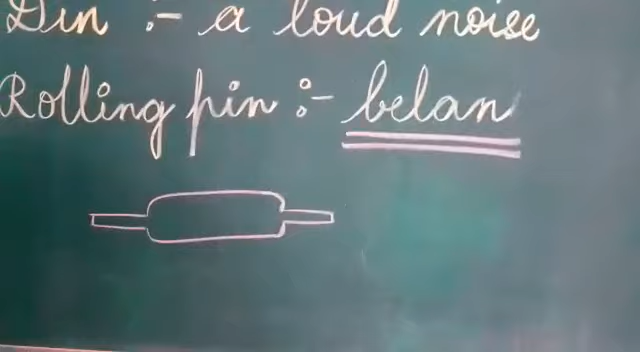 Din :- a loud noise
Rolling pin :- belan